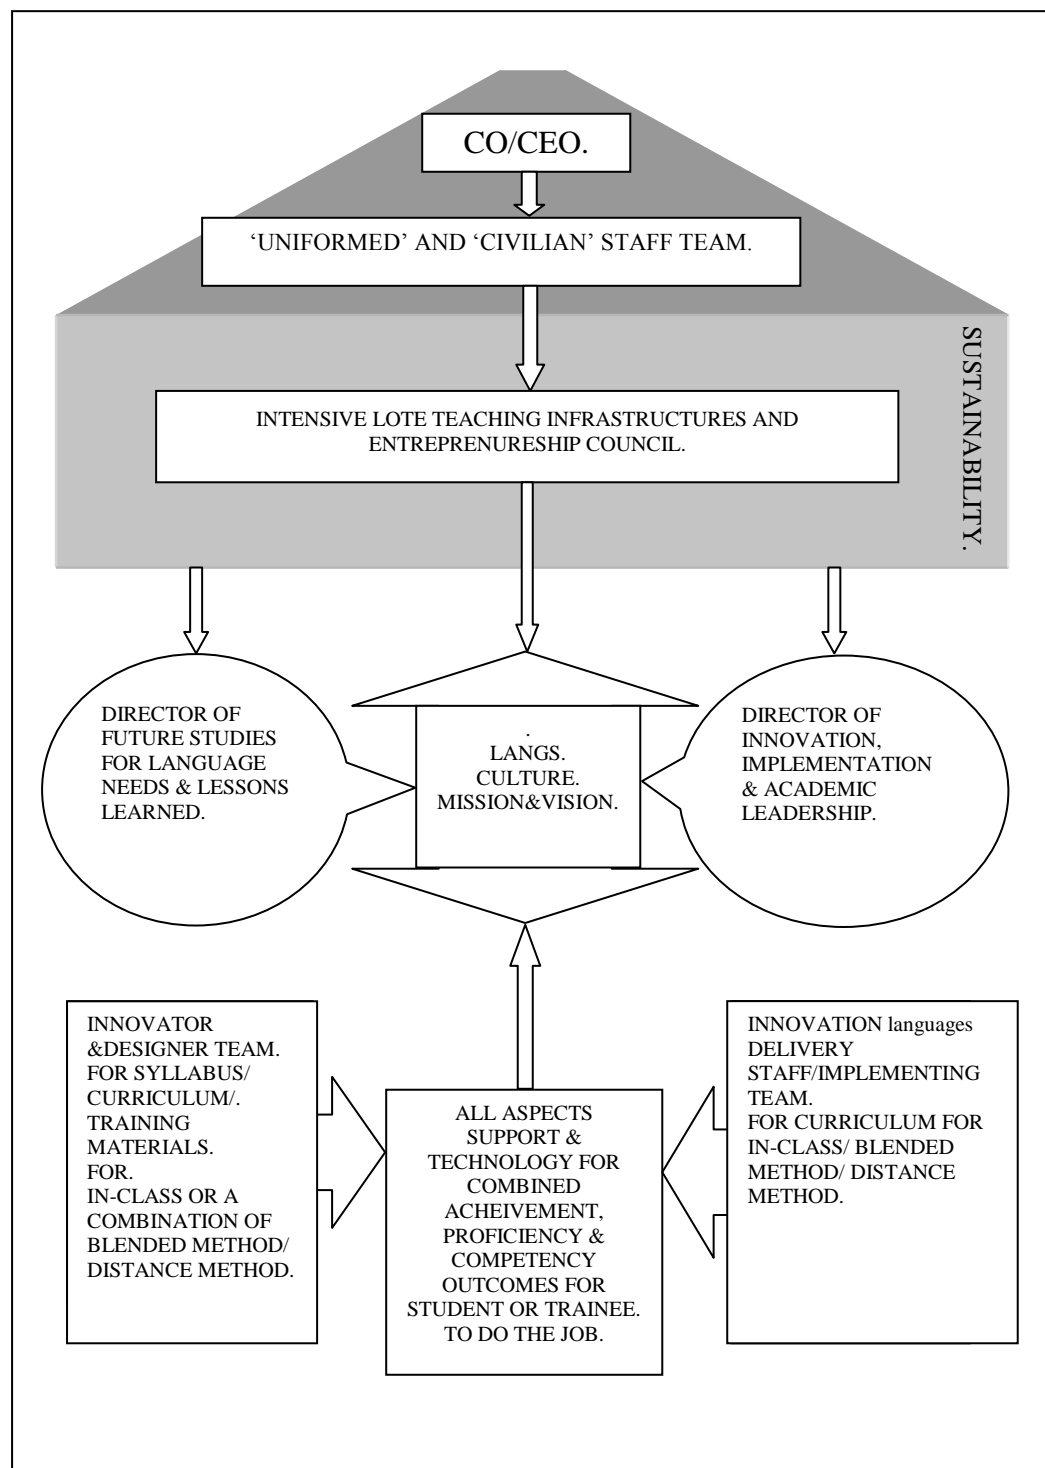 CO/CEO.
‘UNIFORMED’ AND ‘CIVILIAN’ STAFF TEAM.
SUSTAINABILITY.
INTENSIVE LOTE TEACHING INFRASTRUCTURES AND
ENTREPRENURESHIP COUNCIL.
DIRECTOR OF
FUTURE STUDIES
FOR LANGUAGE
NEEDS & LESSONS
LEARNED.
.
LANGS.
CULTURE.
MISSION&VISION.
DIRECTOR OF
INNOVATION,
IMPLEMENTATION
& ACADEMIC
LEADERSHIP.
INNOVATOR
&DESIGNER TEAM.
FOR SYLLABUS/
CURRICULUM/.
TRAINING
MATERIALS.
FOR.
IN-CLASS OR A
COMBINATION OF
BLENDED METHOD/
DISTANCE METHOD.
ALL ASPECTS
SUPPORT &
TECHNOLOGY FOR
COMBINED
ACHEIVEMENT,
PROFICIENCY &
COMPETENCY
OUTCOMES FOR
STUDENT OR TRAINEE.
TO DO THE JOB.
INNOVATION languages
DELIVERY
STAFF/IMPLEMENTING
TEAM.
FOR CURRICULUM FOR
IN-CLASS/ BLENDED
METHOD/ DISTANCE
METHOD.